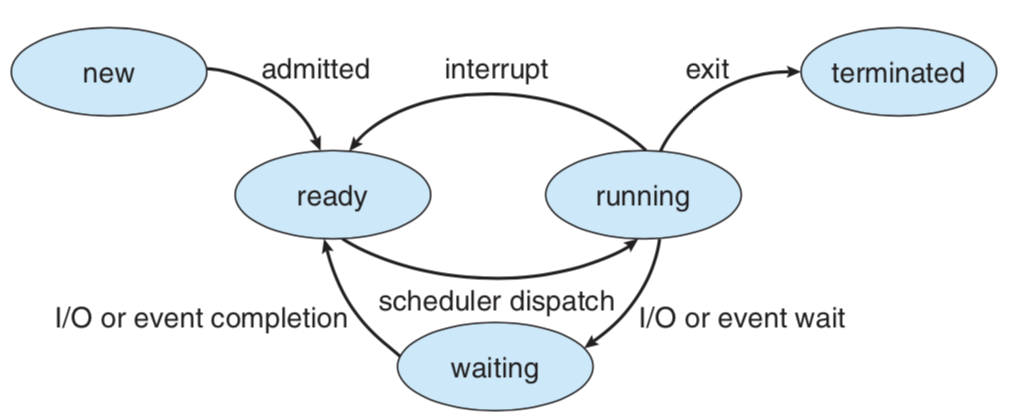 new
admitted
interrupt
exit
terminated
ready
running
scheduler dispatch
I/O or event completion
I/O or event wait
waiting